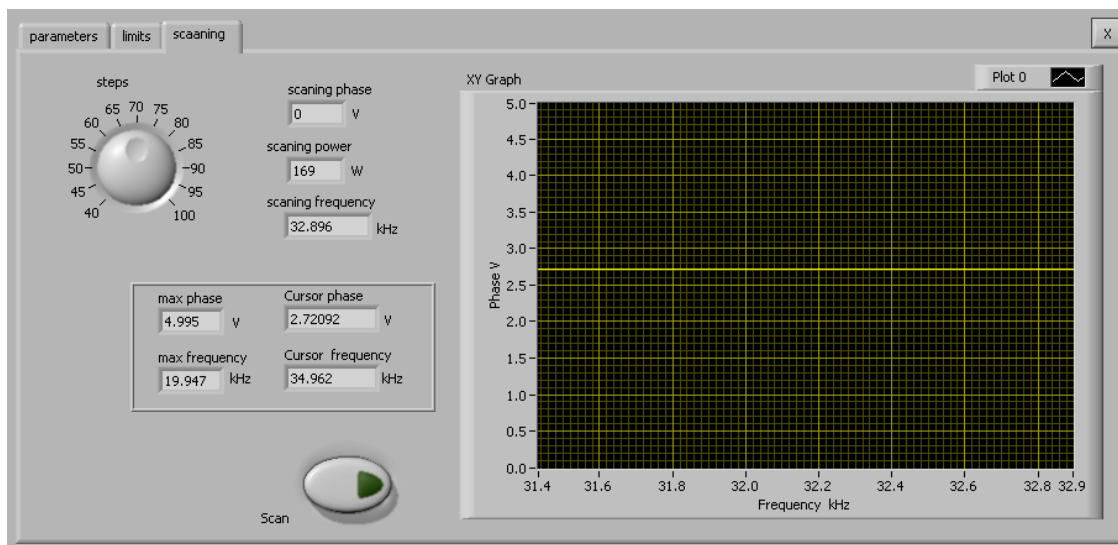 parameters
limits
scaaning
X
steps
40
45
50
55
60
65
70
75
80
85
90
95
100
scaning phase
0 V
scaning power
169 W
scaning frequency
32.896 kHz
max phase
4.995 V
Cursor phase
2.72092 V
max frequency
19.947 kHz
Cursor frequency
34.962 kHz
Scan
XY Graph
Plot 0
Phase V
5.0
4.5
4.0
3.5
3.0
2.5
2.0
1.5
1.0
0.5
0.0
31.4 31.6 31.8 32.0 32.2 32.4 32.6 32.8 32.9
Frequency kHz